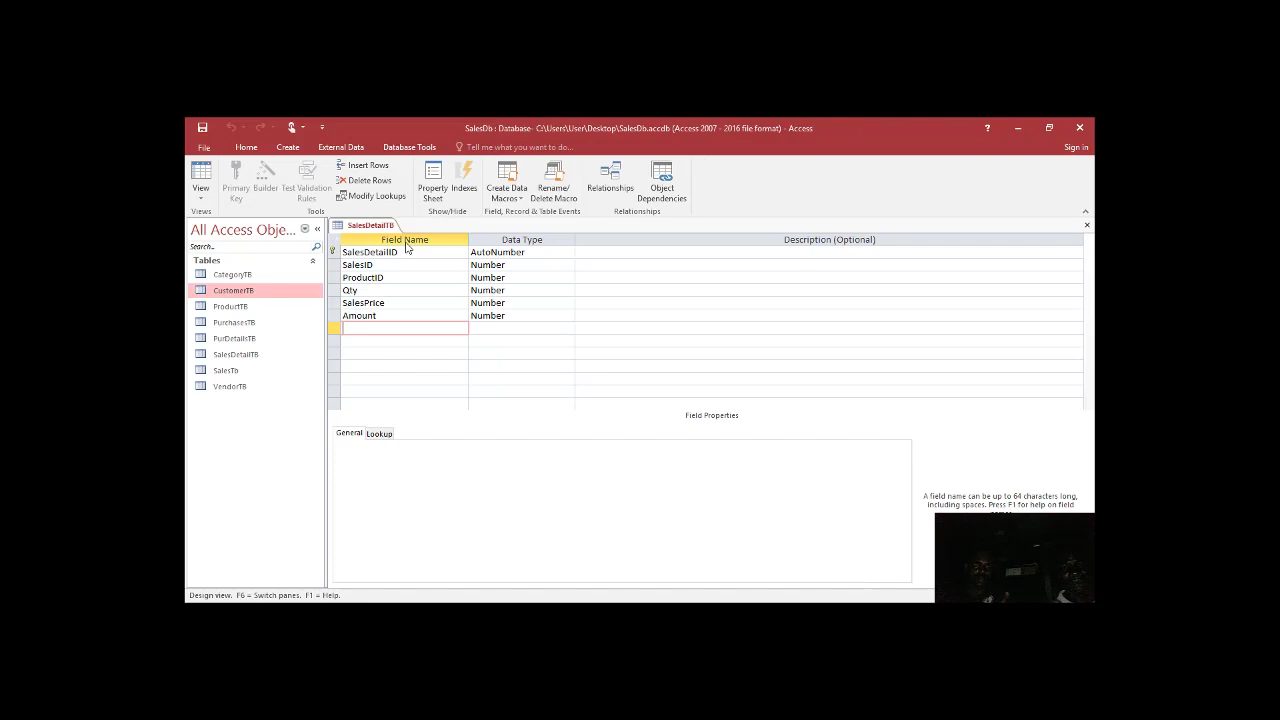 SalesDb : Database- C:\Users\User\Desktop\SalesDb.accdb (Access 2007 - 2016 file format) - Access
File Home Create External Data Database Tools Tell me what you want to do... Sign in
View
Primary Key
Builder
Test Validation Rules
Insert Rows
Delete Rows
Modify Lookups
Property Sheet
Indexes
Create Data Macros
Rename/ Delete Macro
Relationships
Object Dependencies
Views Tools Show/Hide Field, Record & Table Events Relationships
All Access Obje...
Search...
Tables
CategoryTB
CustomerTB
ProductTB
PurchasesTB
PurDetailsTB
SalesDetailTB
SalesTb
VendorTB
SalesDetailTB
Field Name Data Type Description (Optional)
SalesDetailID AutoNumber
SalesID Number
ProductID Number
Qty Number
SalesPrice Number
Amount Number
Field Properties
General Lookup
A field name can be up to 64 characters long,
including spaces. Press F1 for help on field
Design view. F6 = Switch panes. F1 = Help.